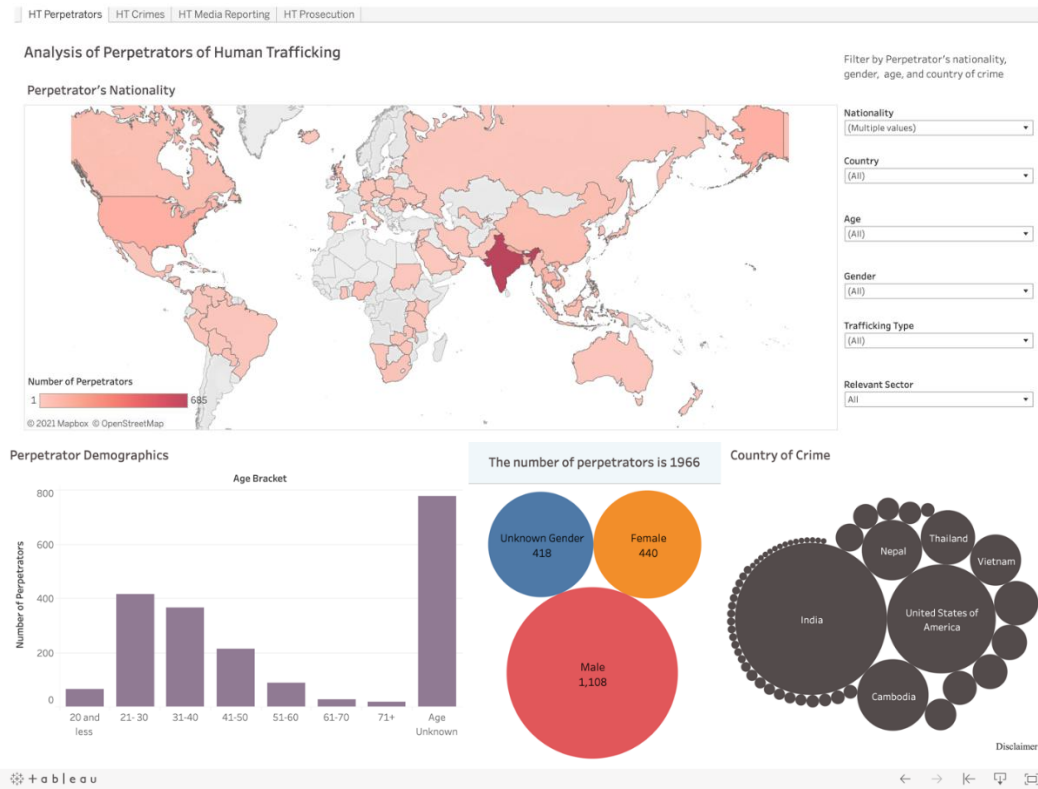 HT Perpetrators HT Crimes HT Media Reporting HT Prosecution
Analysis of Perpetrators of Human Trafficking
Filter by Perpetrator's nationality,
gender, age, and country of crime
Perpetrator's Nationality
Nationality
(Multiple values)
Country
(All)
Age
(All)
Gender
(All)
Trafficking Type
(All)
Relevant Sector
All
Number of Perpetrators
1 685
© 2021 Mapbox © OpenStreetMap
Perpetrator Demographics
Age Bracket
Number of Perpetrators
800
600
400
200
0
20 and
less
21- 30
31-40
41-50
51-60
61-70
71+
Age
Unknown
The number of perpetrators is 1966
Unknown Gender
418
Female
440
Male
1,108
Country of Crime
Nepal
Thailand
Vietnam
India
United States of
America
Cambodia
Disclaimer
+ a b l e a u